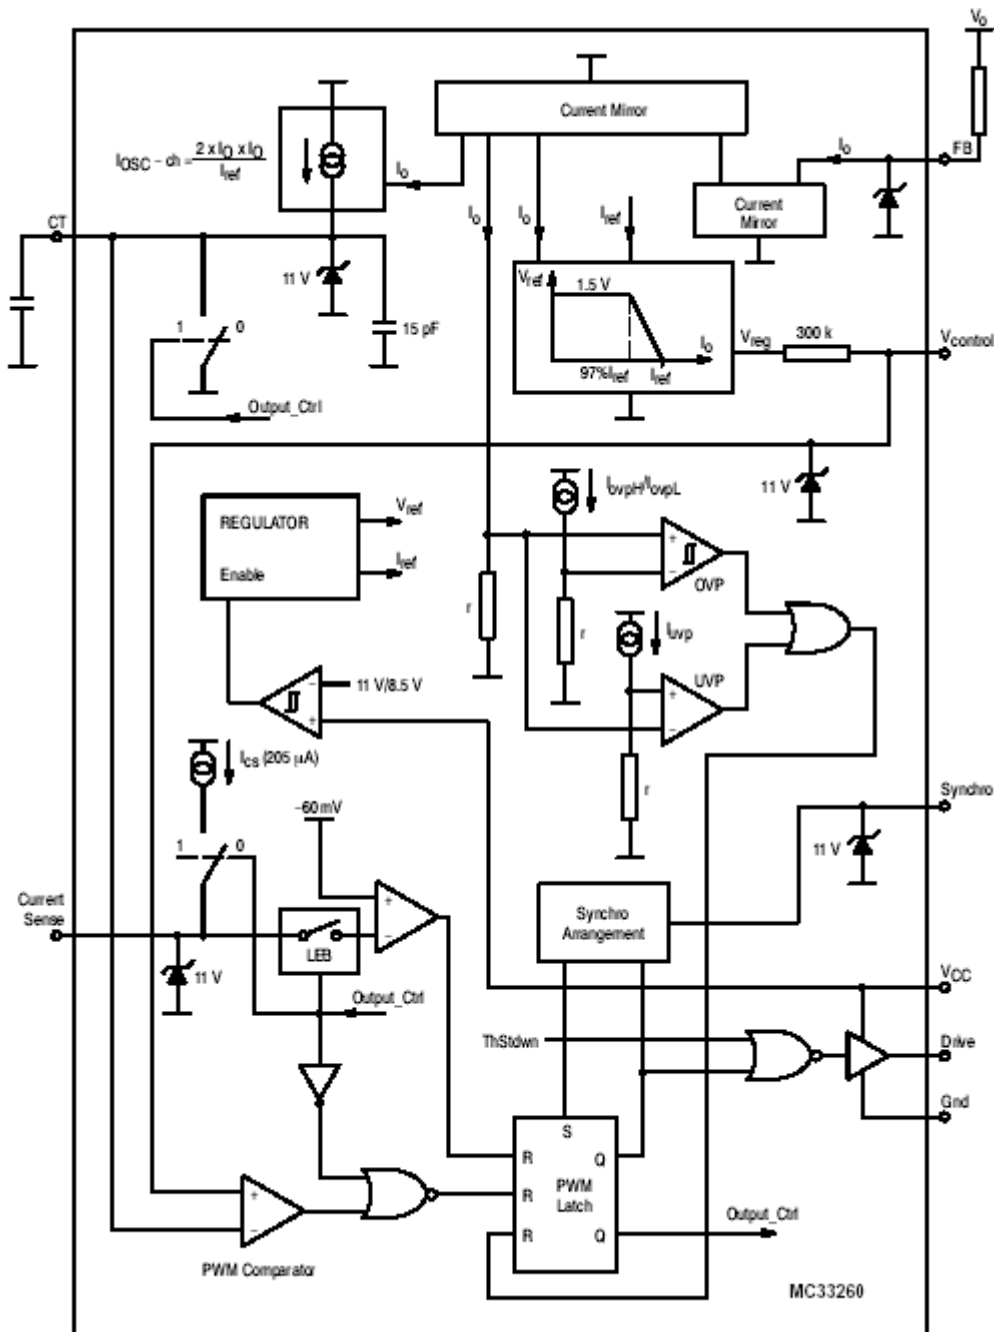 Vo
Current Mirror
IOSC – ch = 2 x IO x IO
Iref
Io
Io
FB
Current
Mirror
CT
Io
Io
Iref
11 V
Vref
1.5 V
15 pF
1
0
Io
Vreg
300 k
Vcontrol
97%Iref
Iref
Output_Ctrl
11 V
IovpH/IovpL
REGULATOR
Vref
Enable
Iref
+
–
OVP
r
r
Iuvp
UVP
–
11 V/8.5 V
+
+
–
Ics (205 µA)
r
–60 mV
Synchro
1
0
11 V
Current
Sense
+
–
LEB
Synchro
Arrangement
11 V
Output_Ctrl
VCC
ThStdwn
Drive
Gnd
S
R
Q
PWM
Latch
R
+
–
R
Q
Output_Ctrl
PWM Comparator
MC33260